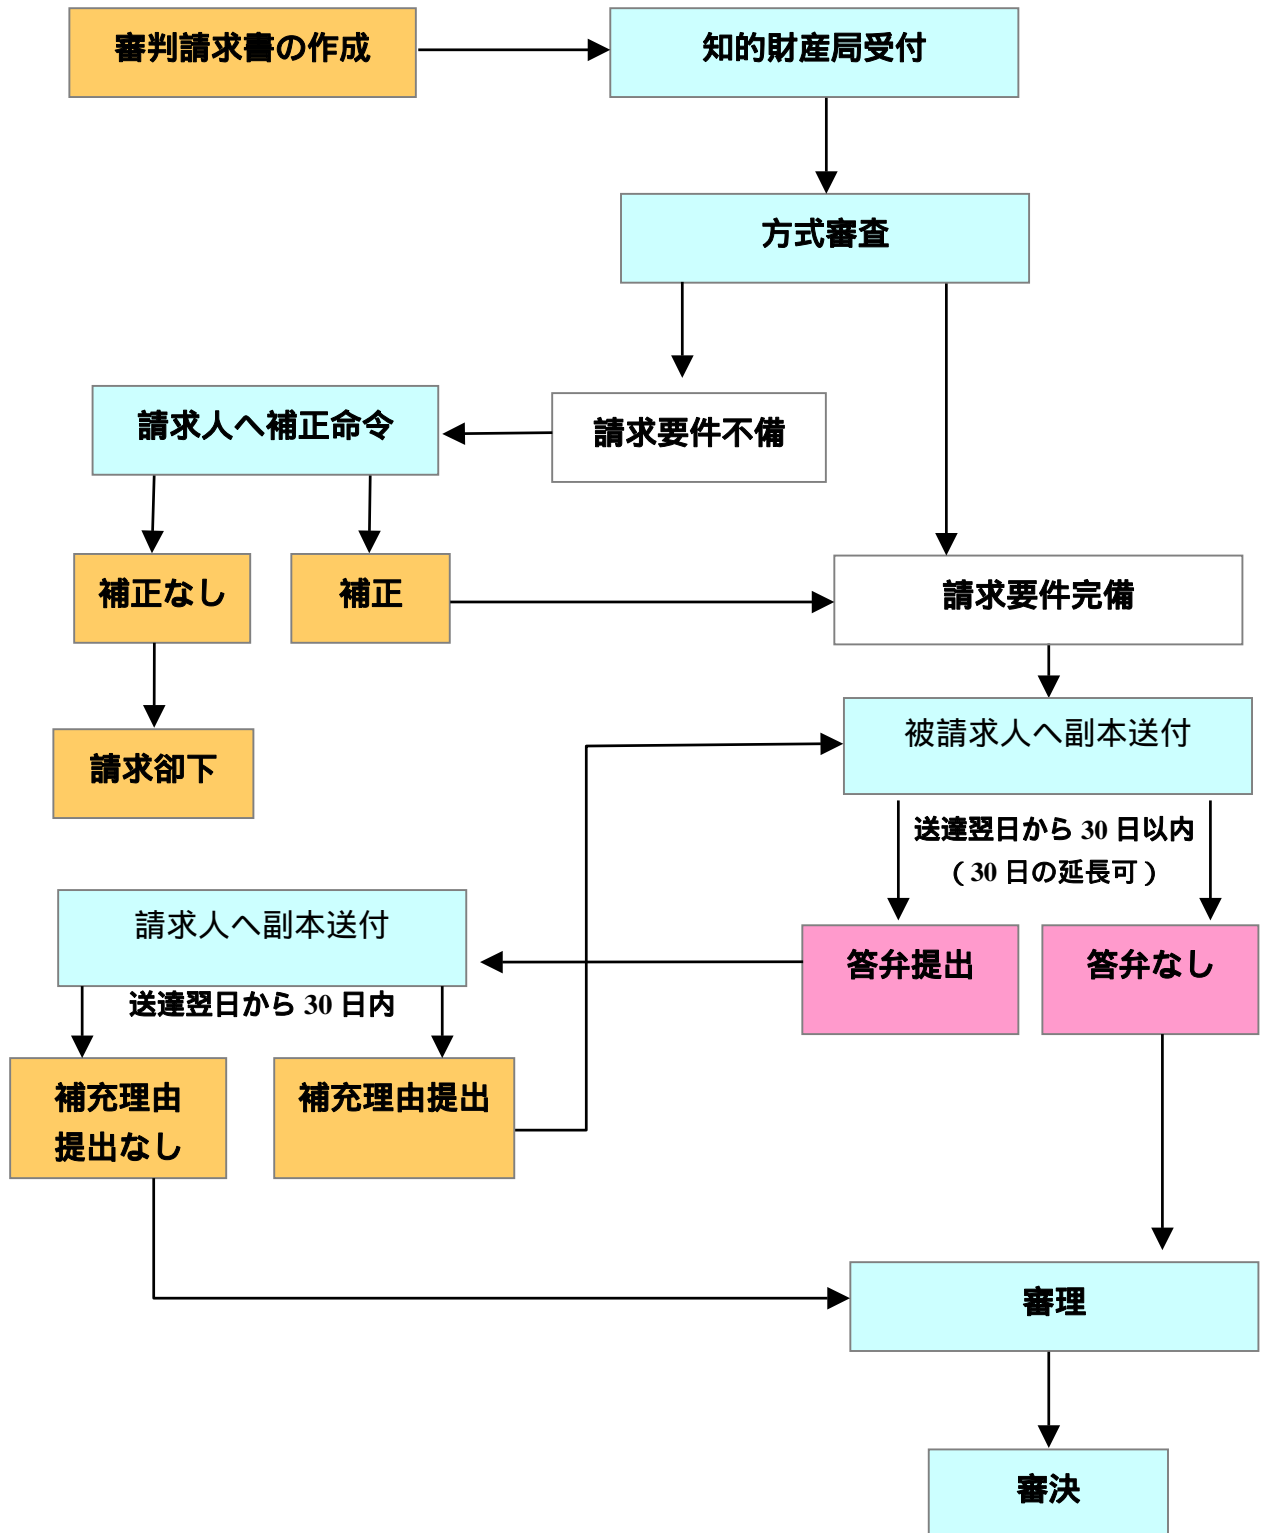 審判請求書の作成
知的財産局受付
方式審査
請求人へ補正命令
請求要件不備
補正なし
補正
請求要件完備
請求却下
被請求人へ副本送付
送達翌日から 30 日以内
（30 日の延長可）
請求人へ副本送付
答弁提出
答弁なし
送達翌日から 30 日内
補充理由
提出なし
補充理由提出
審理
審決